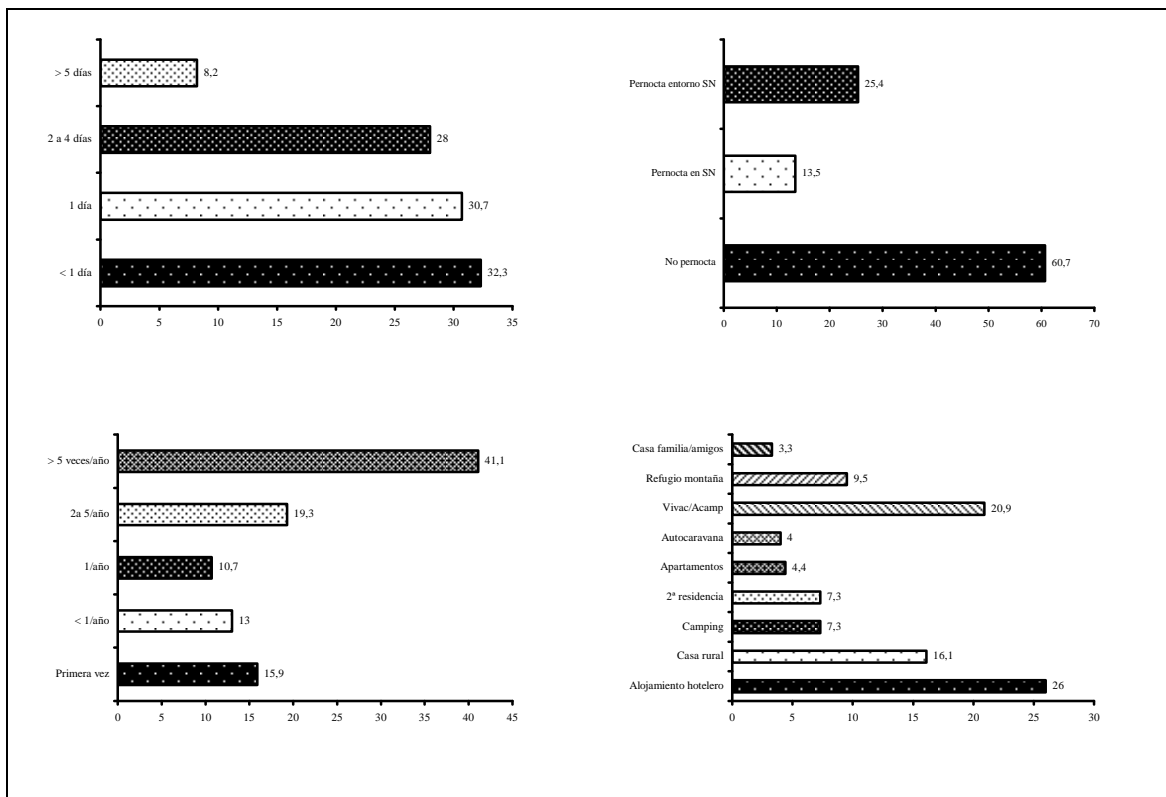 > 5 días
8,2
2 a 4 días
28
1 día
30,7
< 1 día
32,3
0 5 10 15 20 25 30 35
Pernocta entorno SN
25,4
Pernocta en SN
13,5
No pernocta
60,7
0 10 20 30 40 50 60 70
> 5 veces/año
41,1
2a 5/año
19,3
1/año
10,7
< 1/año
13
Primera vez
15,9
0 5 10 15 20 25 30 35 40 45
Casa familia/amigos
3,3
Refugio montaña
9,5
Vivac/Acamp
20,9
Autocaravana
4
Apartamentos
4,4
2ª residencia
7,3
Camping
7,3
Casa rural
16,1
Alojamiento hotelero
26
0 5 10 15 20 25 30